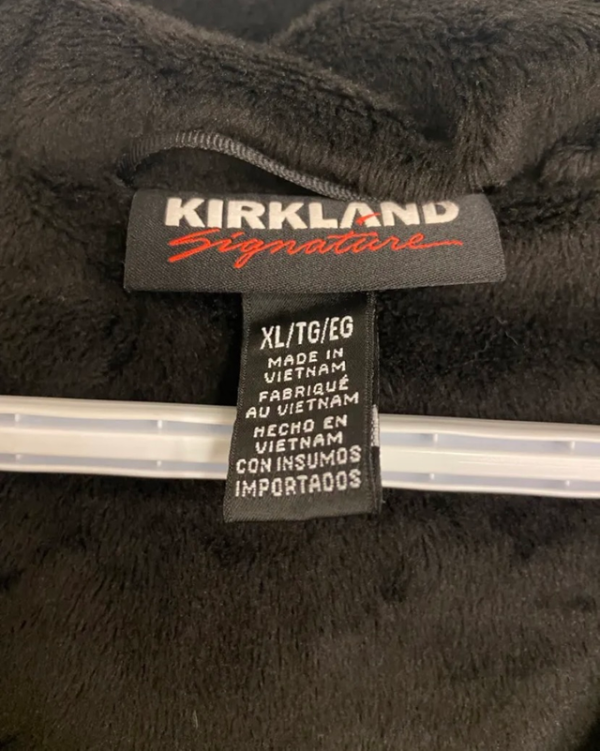 KIRKLAND
Signature
XL/TG/EG
MADE IN
VIETNAM
FABRIQUÉ
AU VIETNAM
HECHO EN
VIETNAM
CON INSUMOS
IMPORTADOS